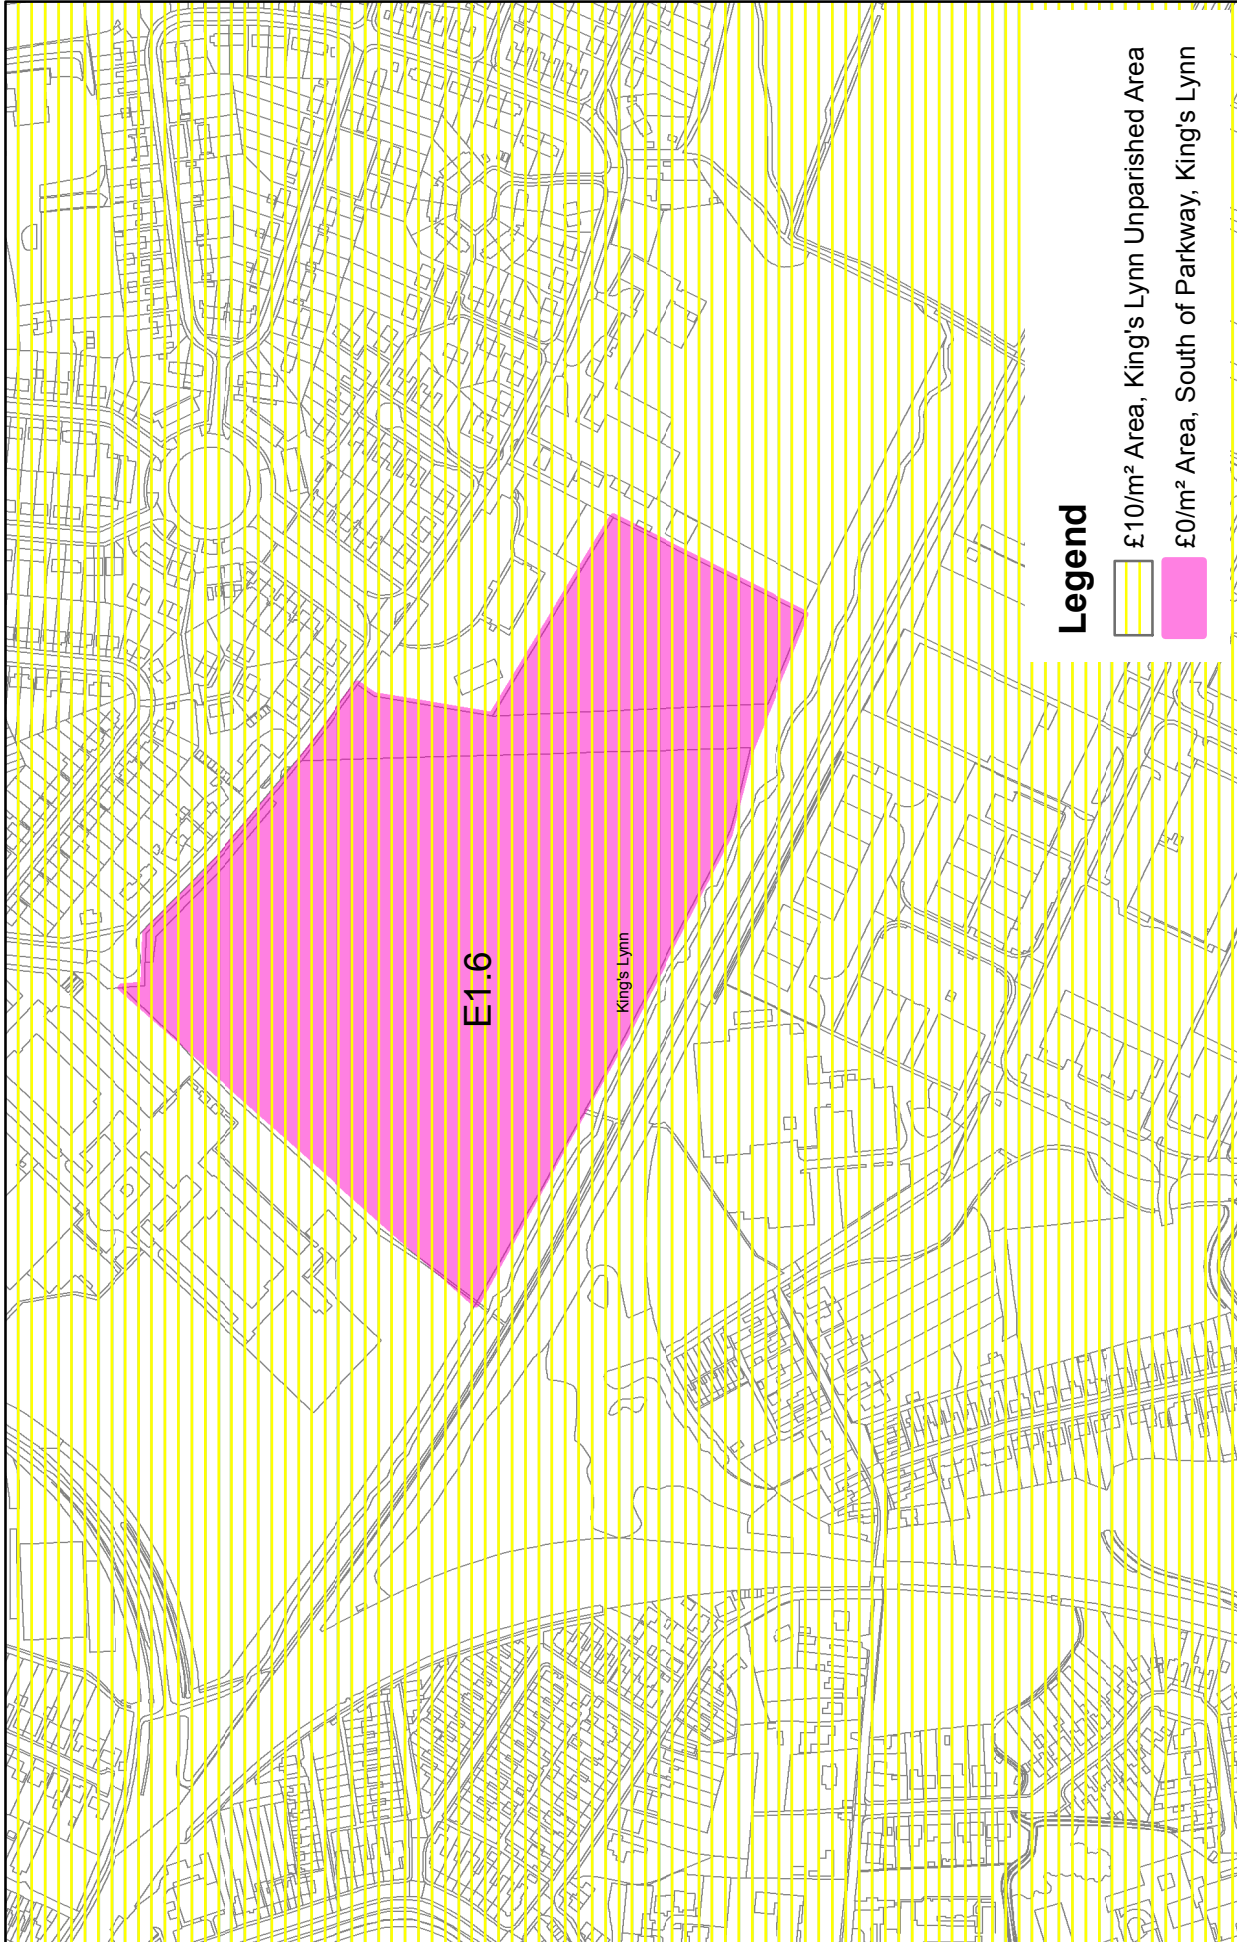 E1.6
King's Lynn
Legend
£10/m² Area, King's Lynn Unparished Area
£0/m² Area, South of Parkway, King's Lynn